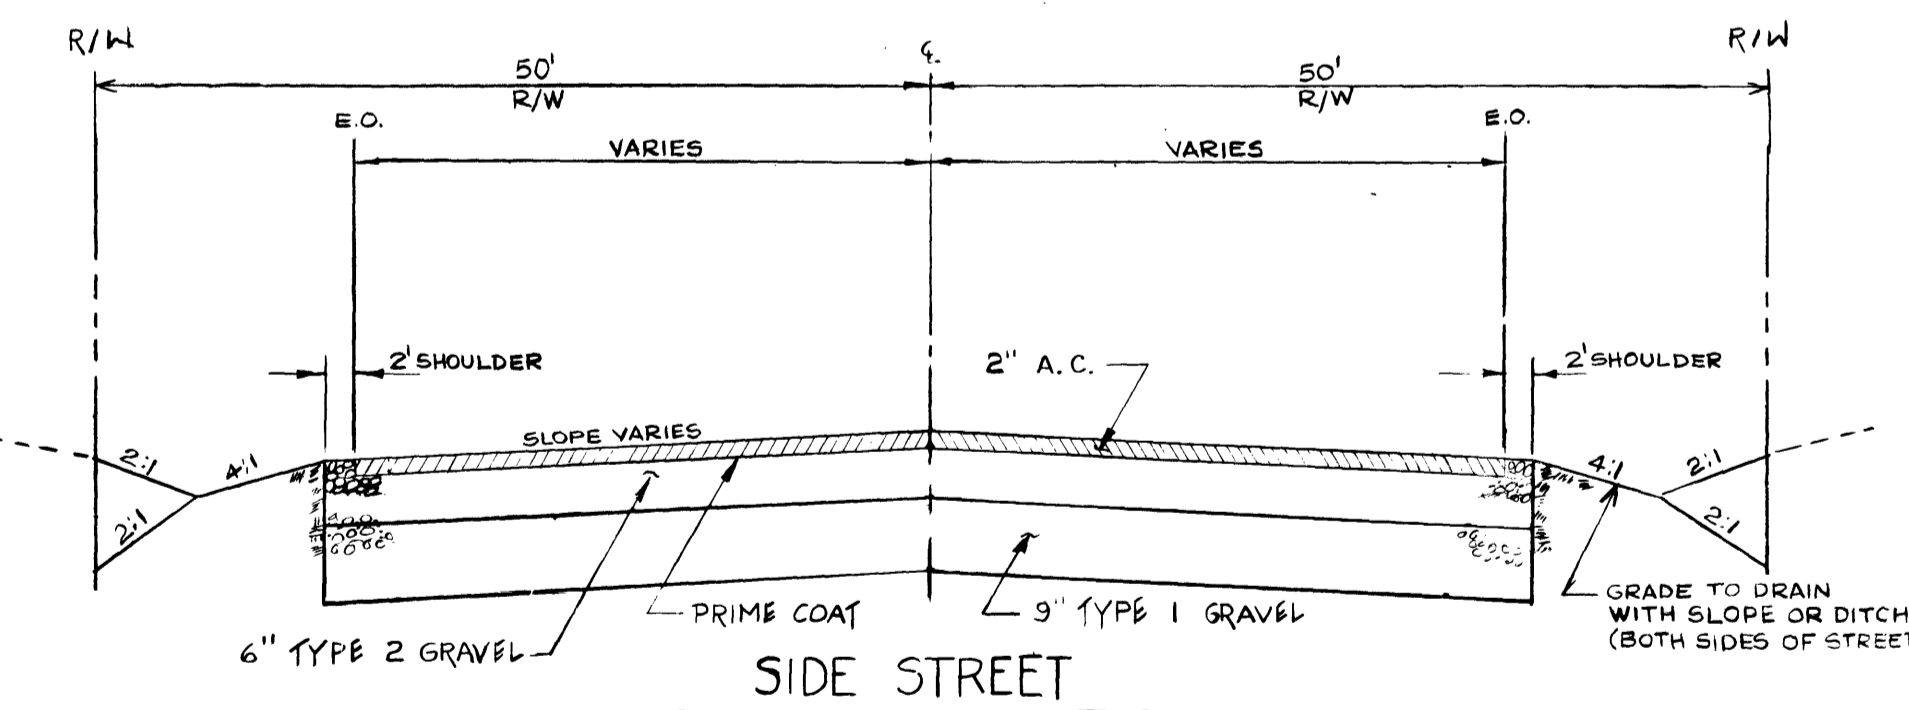 R/W
R/W
℄
50'
R/W
50'
R/W
E.O.
E.O.
VARIES
VARIES
2' SHOULDER
2" A.C.
2' SHOULDER
SLOPE VARIES
2:1
4:1
2:1
4:1
2:1
2:1
PRIME COAT
9" TYPE 1 GRAVEL
GRADE TO DRAIN
WITH SLOPE OR DITCH
(BOTH SIDES OF STREET
6" TYPE 2 GRAVEL
SIDE STREET